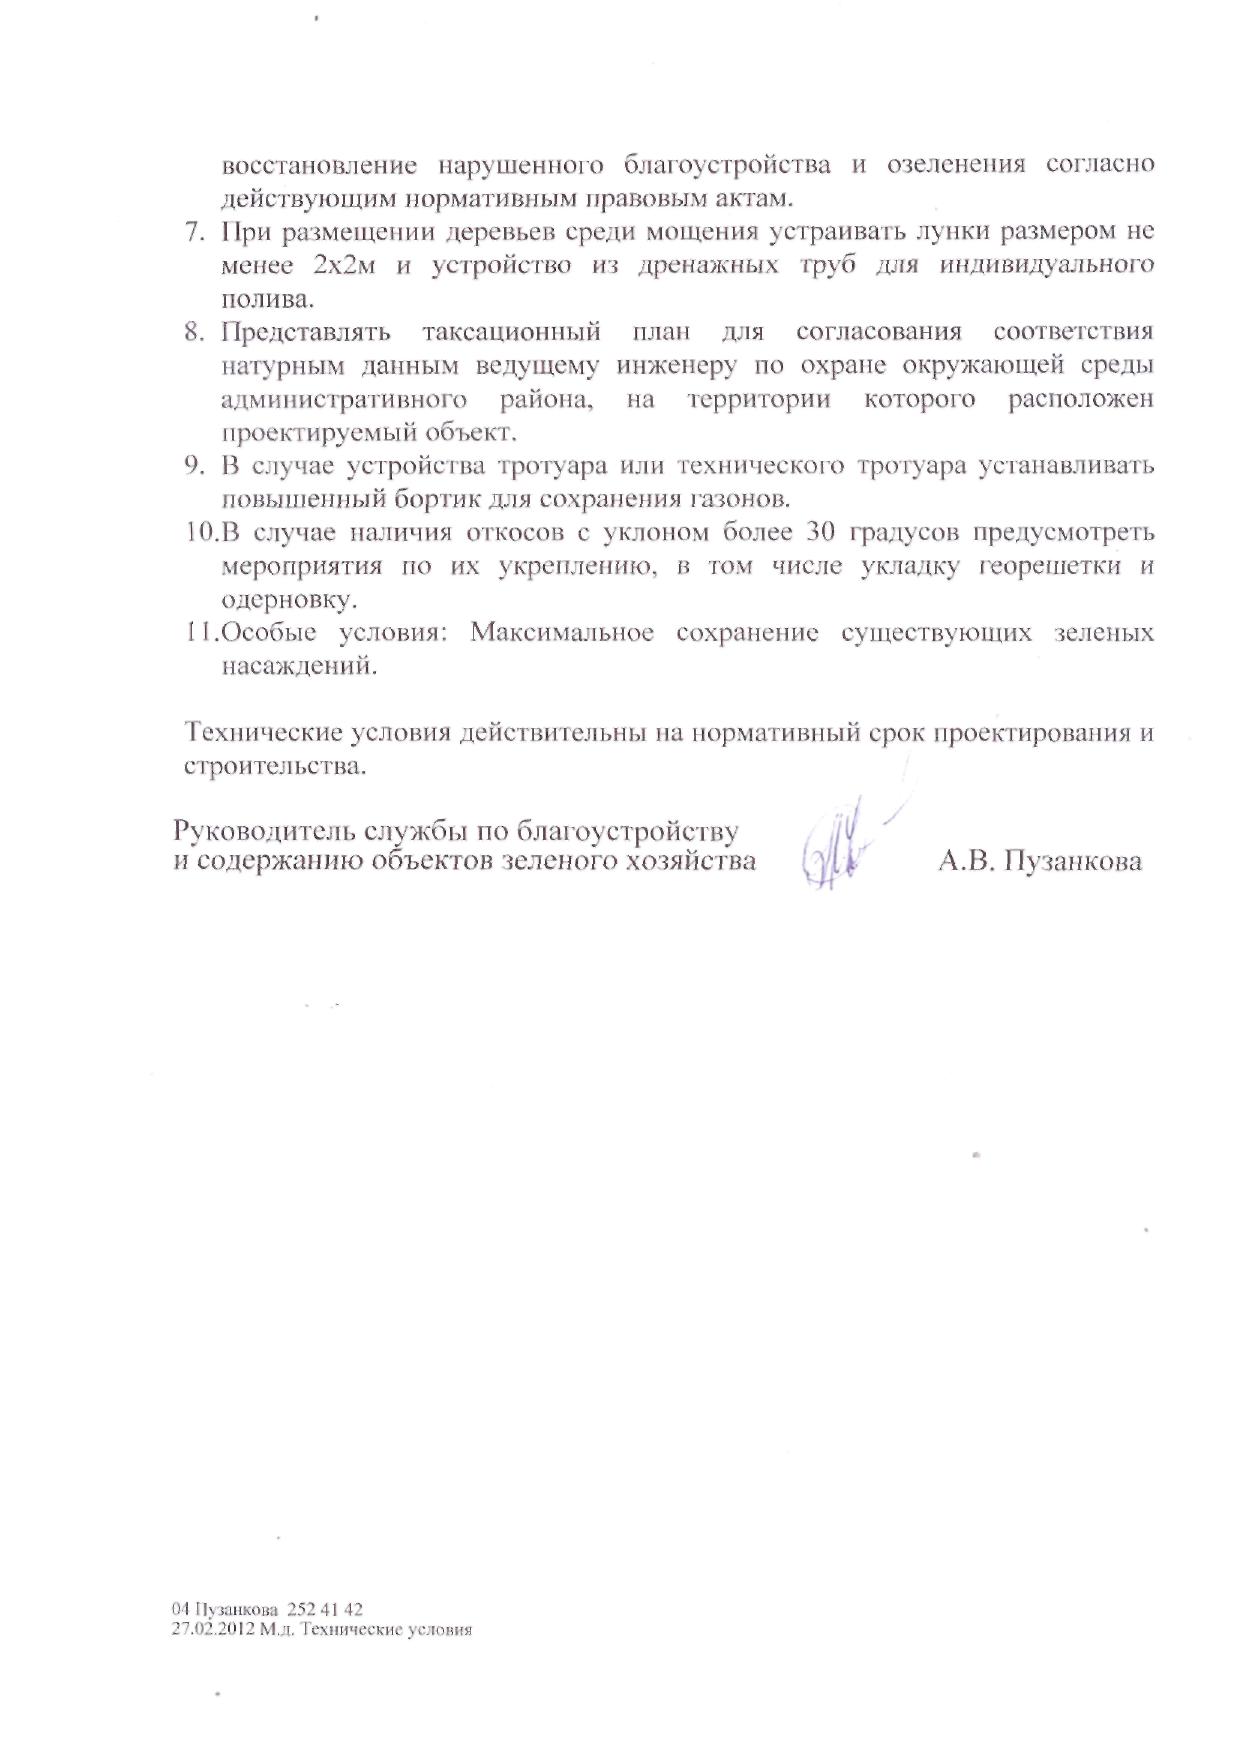 восстановление нарушенного благоустройства и озеленения согласно
действующим нормативным правовым актам.
7. При размещении деревьев среди мощения устраивать лунки размером не
менее 2х2м и устройство из дренажных труб для индивидуального
полива.
8. Представлять таксационный план для согласования соответствия
натурным данным ведущему инженеру по охране окружающей среды
административного района, на территории которого расположен
проектируемый объект.
9. В случае устройства тротуара или технического тротуара устанавливать
повышенный бортик для сохранения газонов.
10.В случае наличия откосов с уклоном более 30 градусов предусмотреть
мероприятия по их укреплению, в том числе укладку георешетки и
одерновку.
11.Особые условия: Максимальное сохранение существующих зеленых
насаждений.
Технические условия действительны на нормативный срок проектирования и
строительства.
Руководитель службы по благоустройству
и содержанию объектов зеленого хозяйства А.В. Пузанкова
04 Пузанкова 252 41 42
27.02.2012 М.д. Технические условия